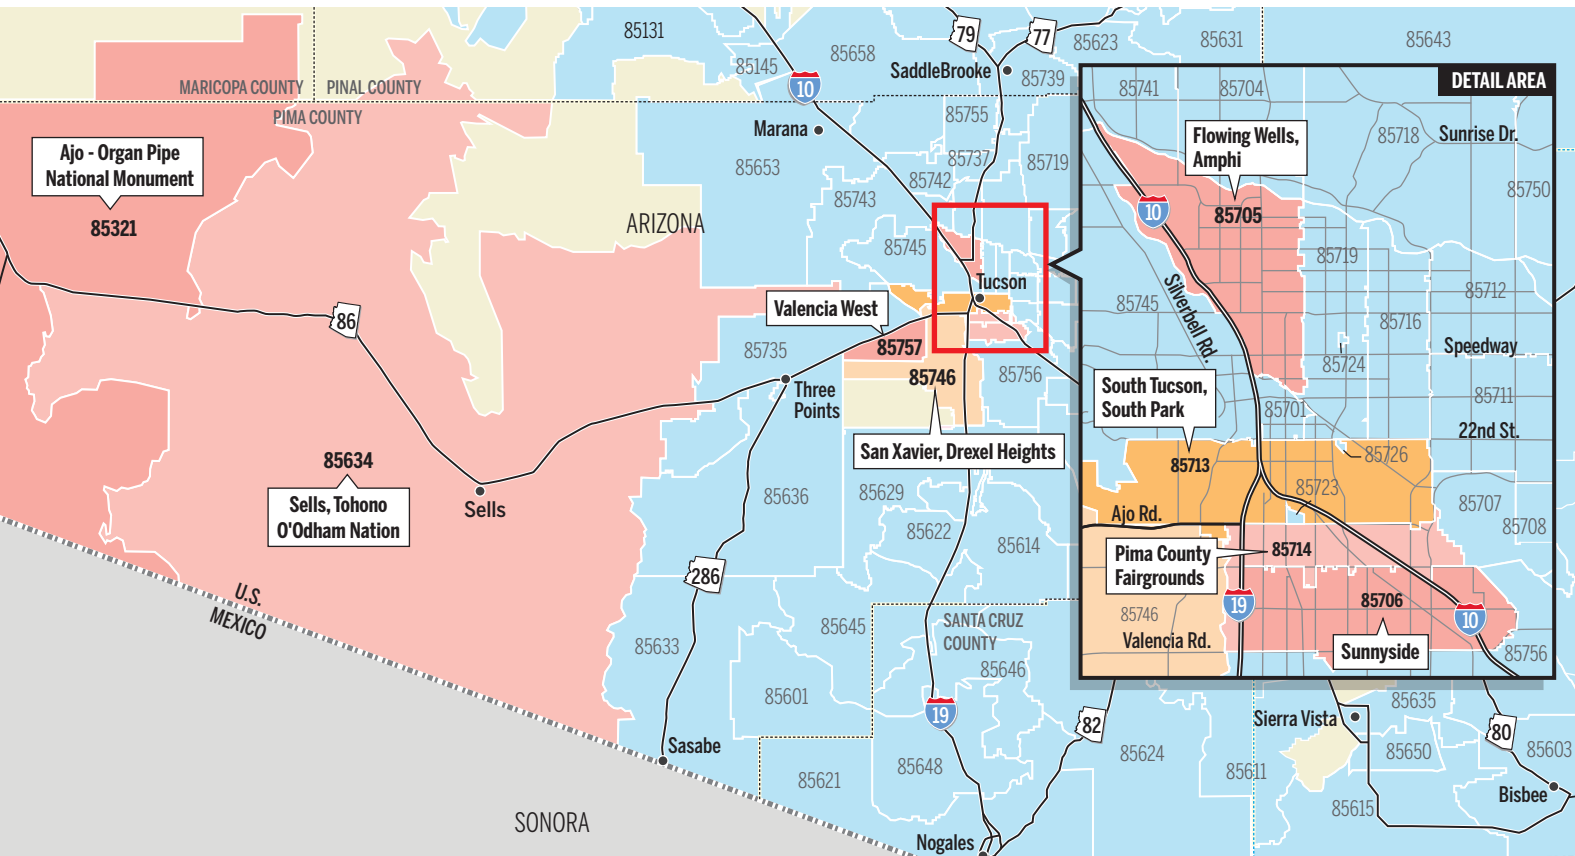 85131
85658
79
77
85623
85631
85643
85145
10
SaddleBrooke
85739
MARICOPA COUNTY
PINAL COUNTY
PIMA COUNTY
Marana
85755
85653
85737
85719
85742
85743
Ajo - Organ Pipe
National Monument
85321
ARIZONA
85745
Tucson
Valencia West
86
85757
85735
85756
85746
Three
Points
San Xavier, Drexel Heights
85634
Sells, Tohono
O'Odham Nation
Sells
85636
85629
85622
85614
286
U.S.
MEXICO
85633
85645
SANTA CRUZ
COUNTY
85646
85601
19
82
Sasabe
85621
85648
SONORA
Nogales
85624
85611
Sierra Vista
85635
85650
80
85603
85615
Bisbee
DETAIL AREA
85741
85704
Flowing Wells,
Amphi
85718
Sunrise Dr.
85750
10
85705
85719
85745
Silverbell Rd.
85712
85716
Speedway
85724
South Tucson,
South Park
85711
85701
22nd St.
85713
85726
85723
85707
85708
Ajo Rd.
Pima County
Fairgrounds
85714
19
85706
10
85746
Valencia Rd.
Sunnyside
85756